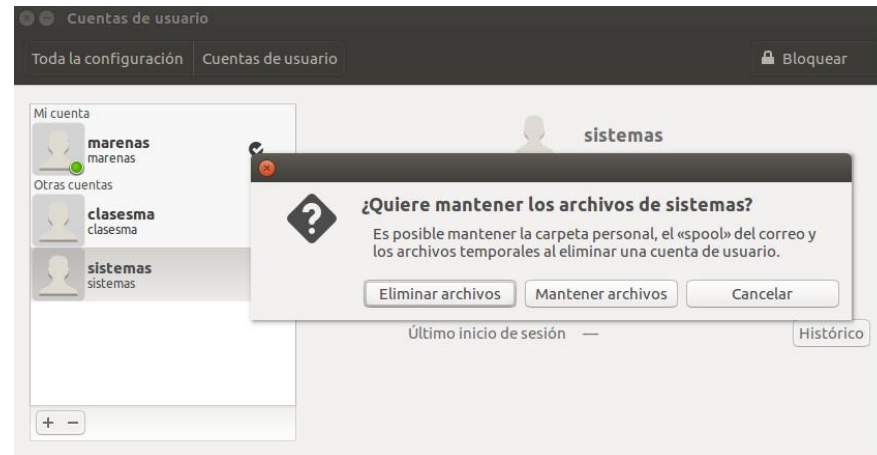 Cuentas de usuario
Toda la configuración Cuentas de usuario Bloquear
Mi cuenta
marenas
marenas
Otras cuentas
clasesma
clasesma
sistemas
sistemas
sistemas
¿Quiere mantener los archivos de sistemas?
Es posible mantener la carpeta personal, el «spool» del correo y
los archivos temporales al eliminar una cuenta de usuario.
Eliminar archivos Mantener archivos Cancelar
Último inicio de sesión — Histórico
+ −